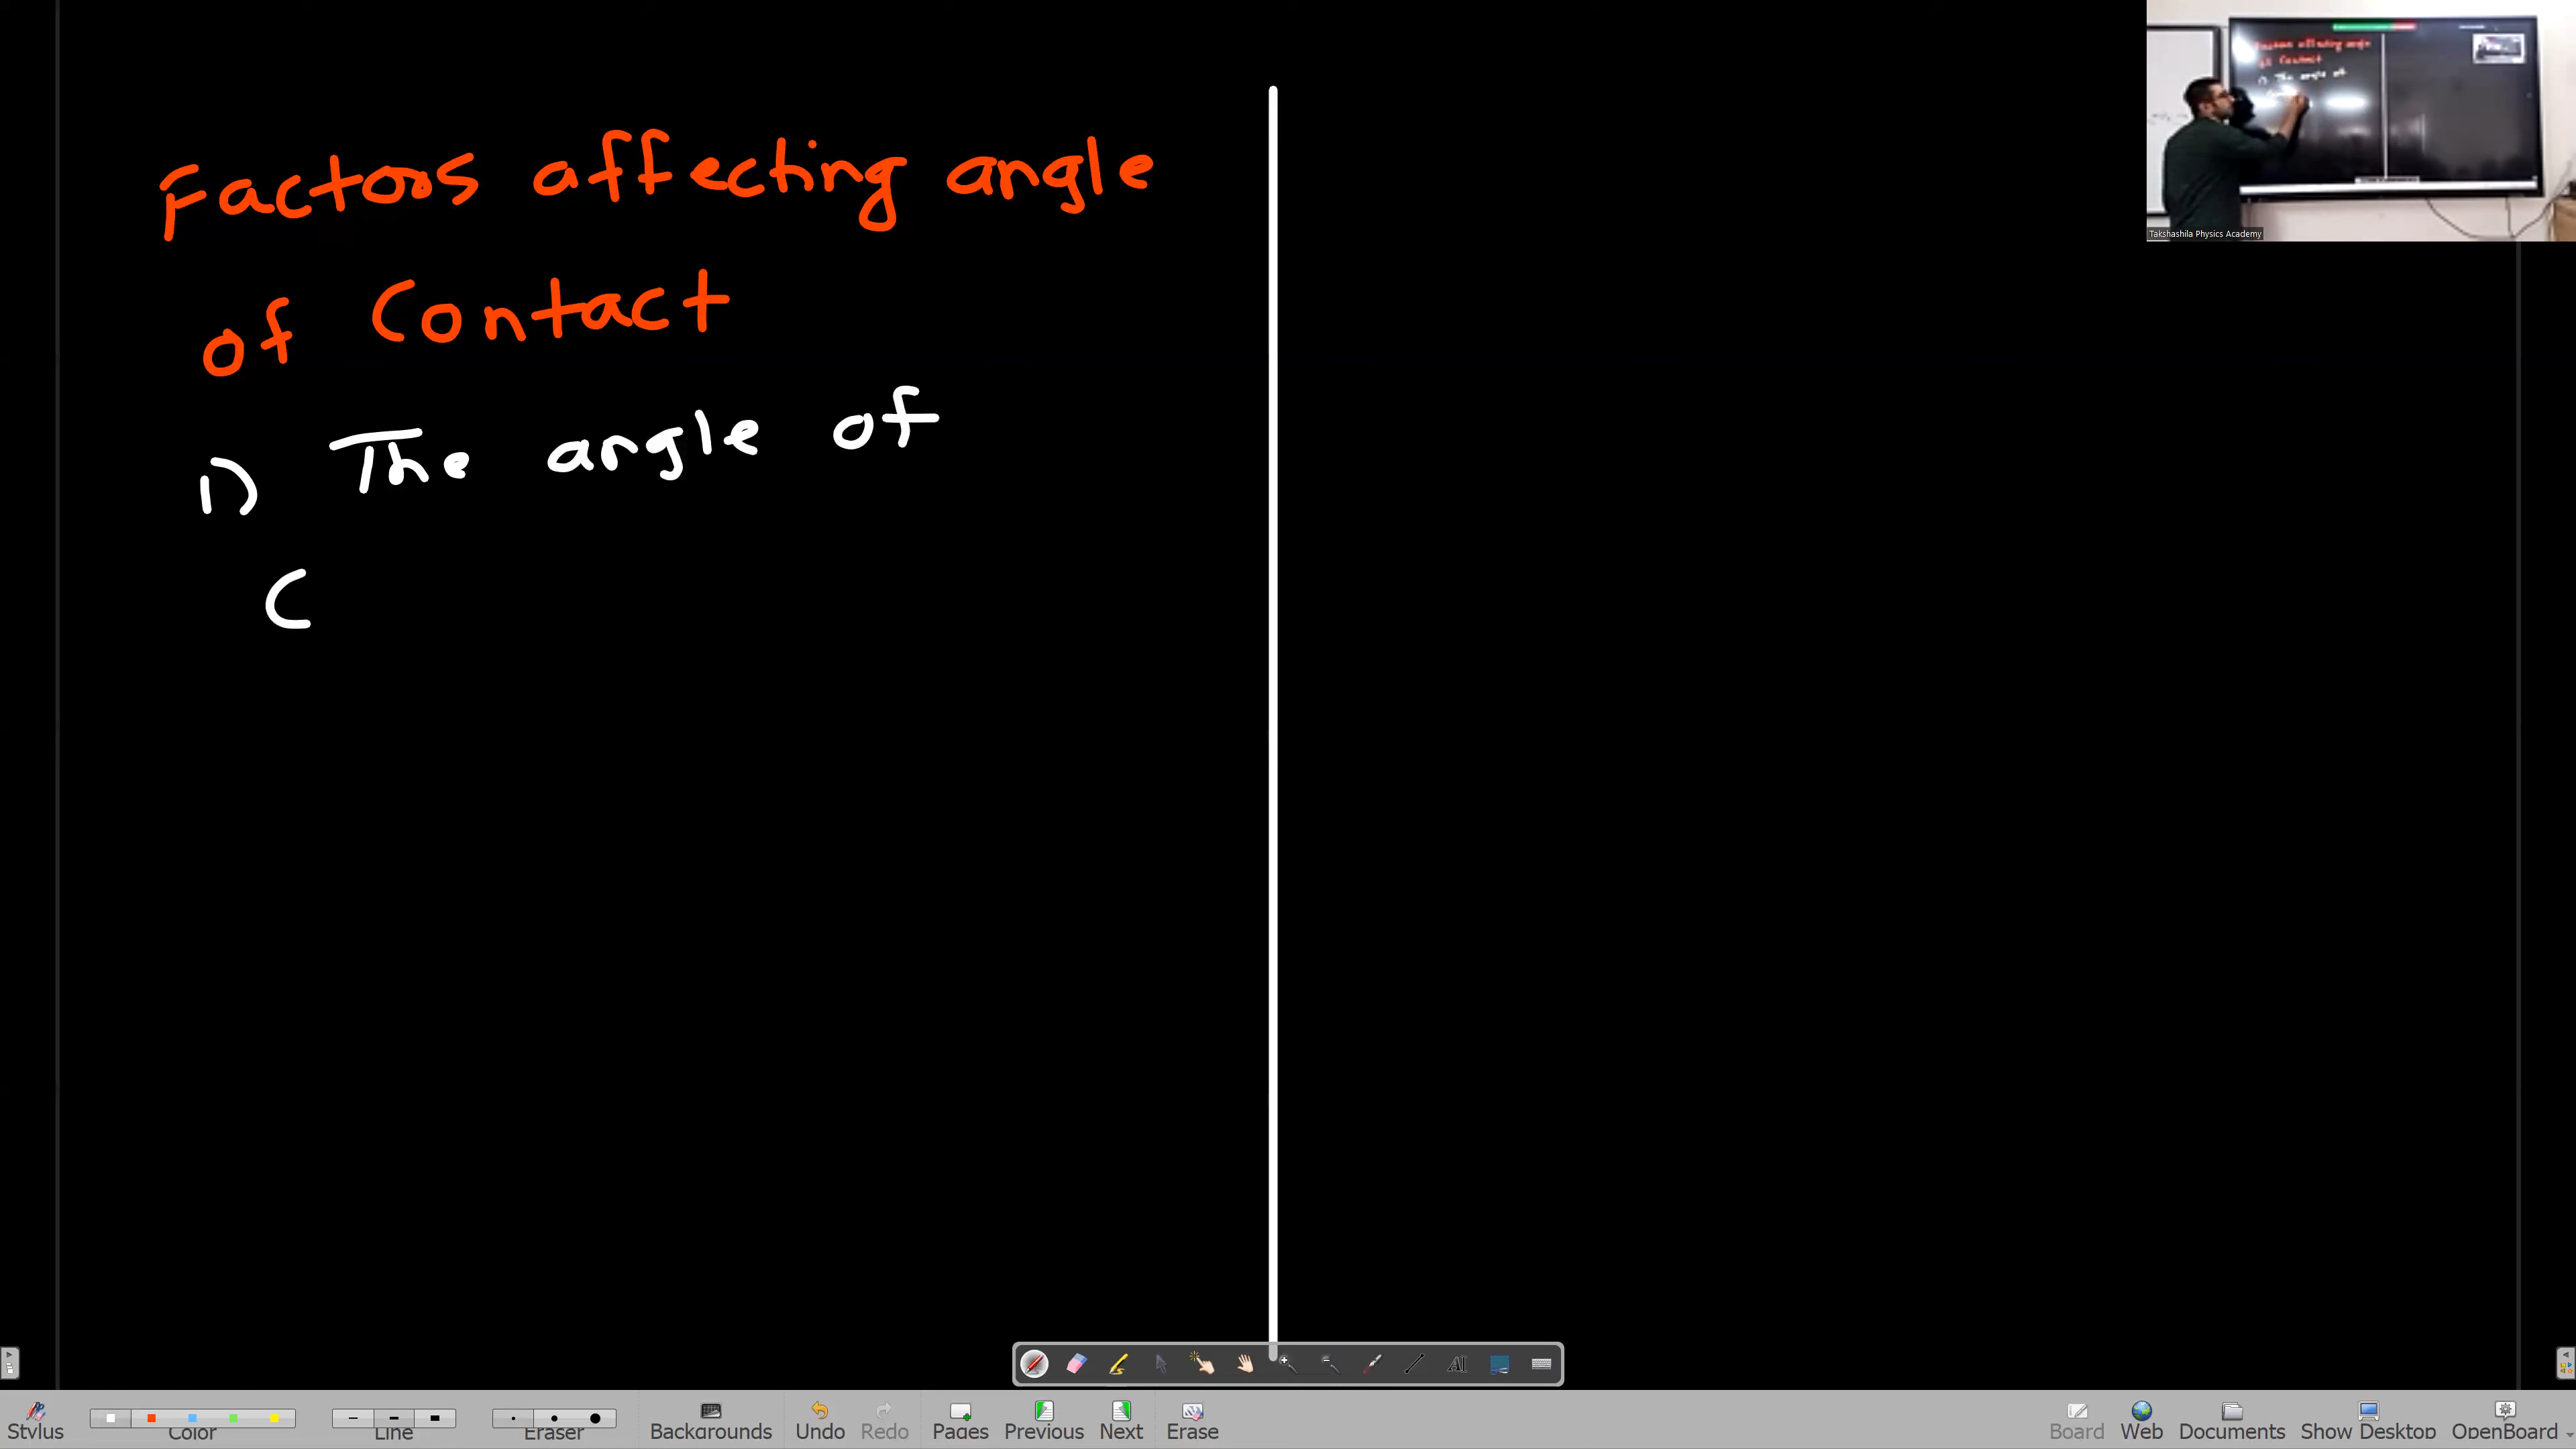 Factors affecting angle
of Contact
1) The angle of
C
Takshashila Physics Academy
Stylus
Color
Line
Eraser
Backgrounds
Undo
Redo
Pages
Previous
Next
Erase
Board
Web
Documents
Show Desktop
OpenBoard